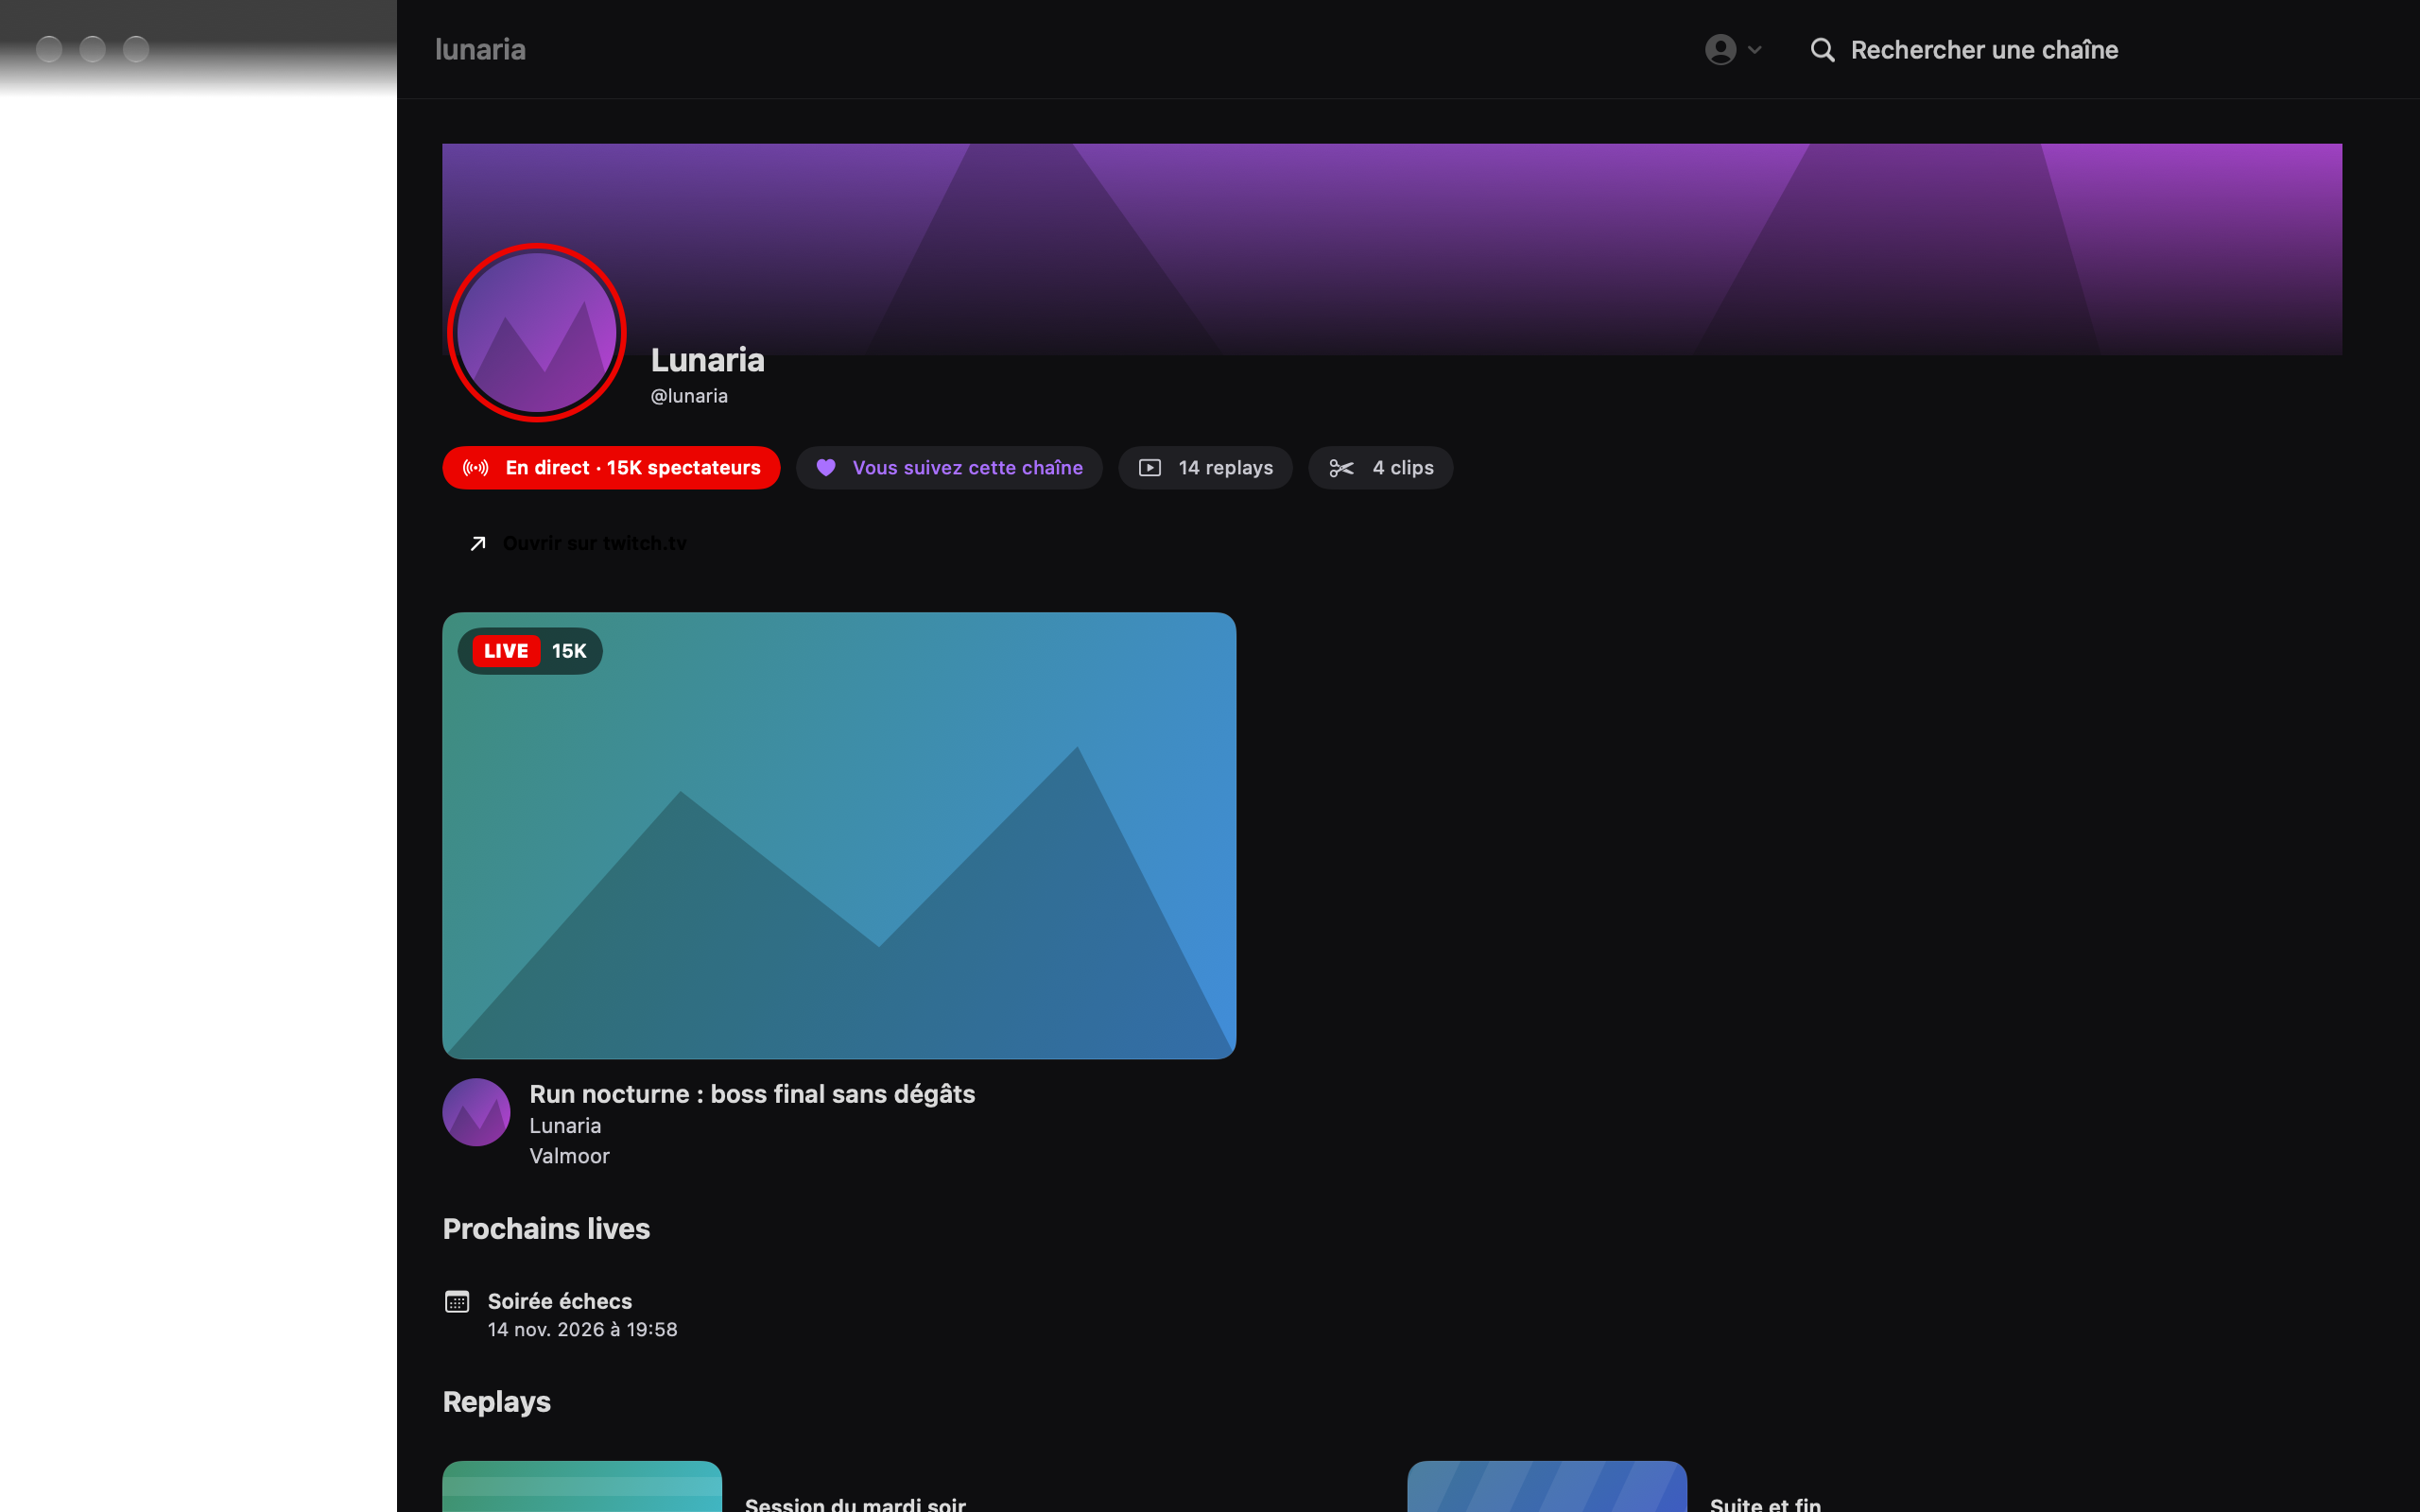 lunaria
Rechercher une chaîne
Lunaria
@lunaria
En direct · 15K spectateurs
Vous suivez cette chaîne
14 replays
4 clips
Ouvrir sur twitch.tv
LIVE 15K
Run nocturne : boss final sans dégâts
Lunaria
Valmoor
Prochains lives
Soirée échecs
14 nov. 2026 à 19:58
Replays
Session du mardi soir
Suite et fin